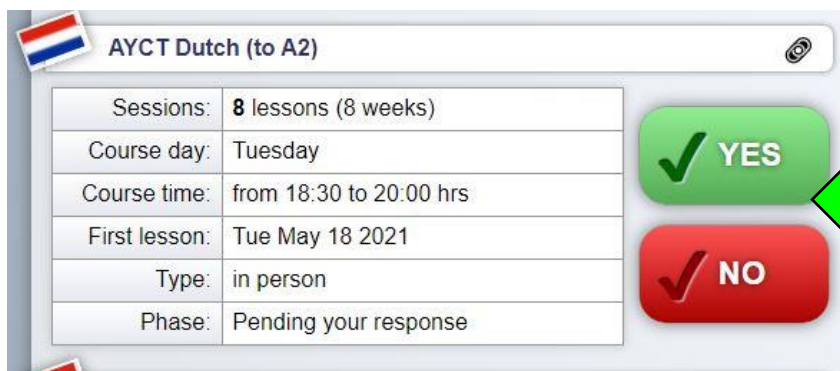 AYCT Dutch (to A2)
Sessions: 8 lessons (8 weeks)
Course day: Tuesday
Course time: from 18:30 to 20:00 hrs
First lesson: Tue May 18 2021
Type: in person
Phase: Pending your response
YES
NO